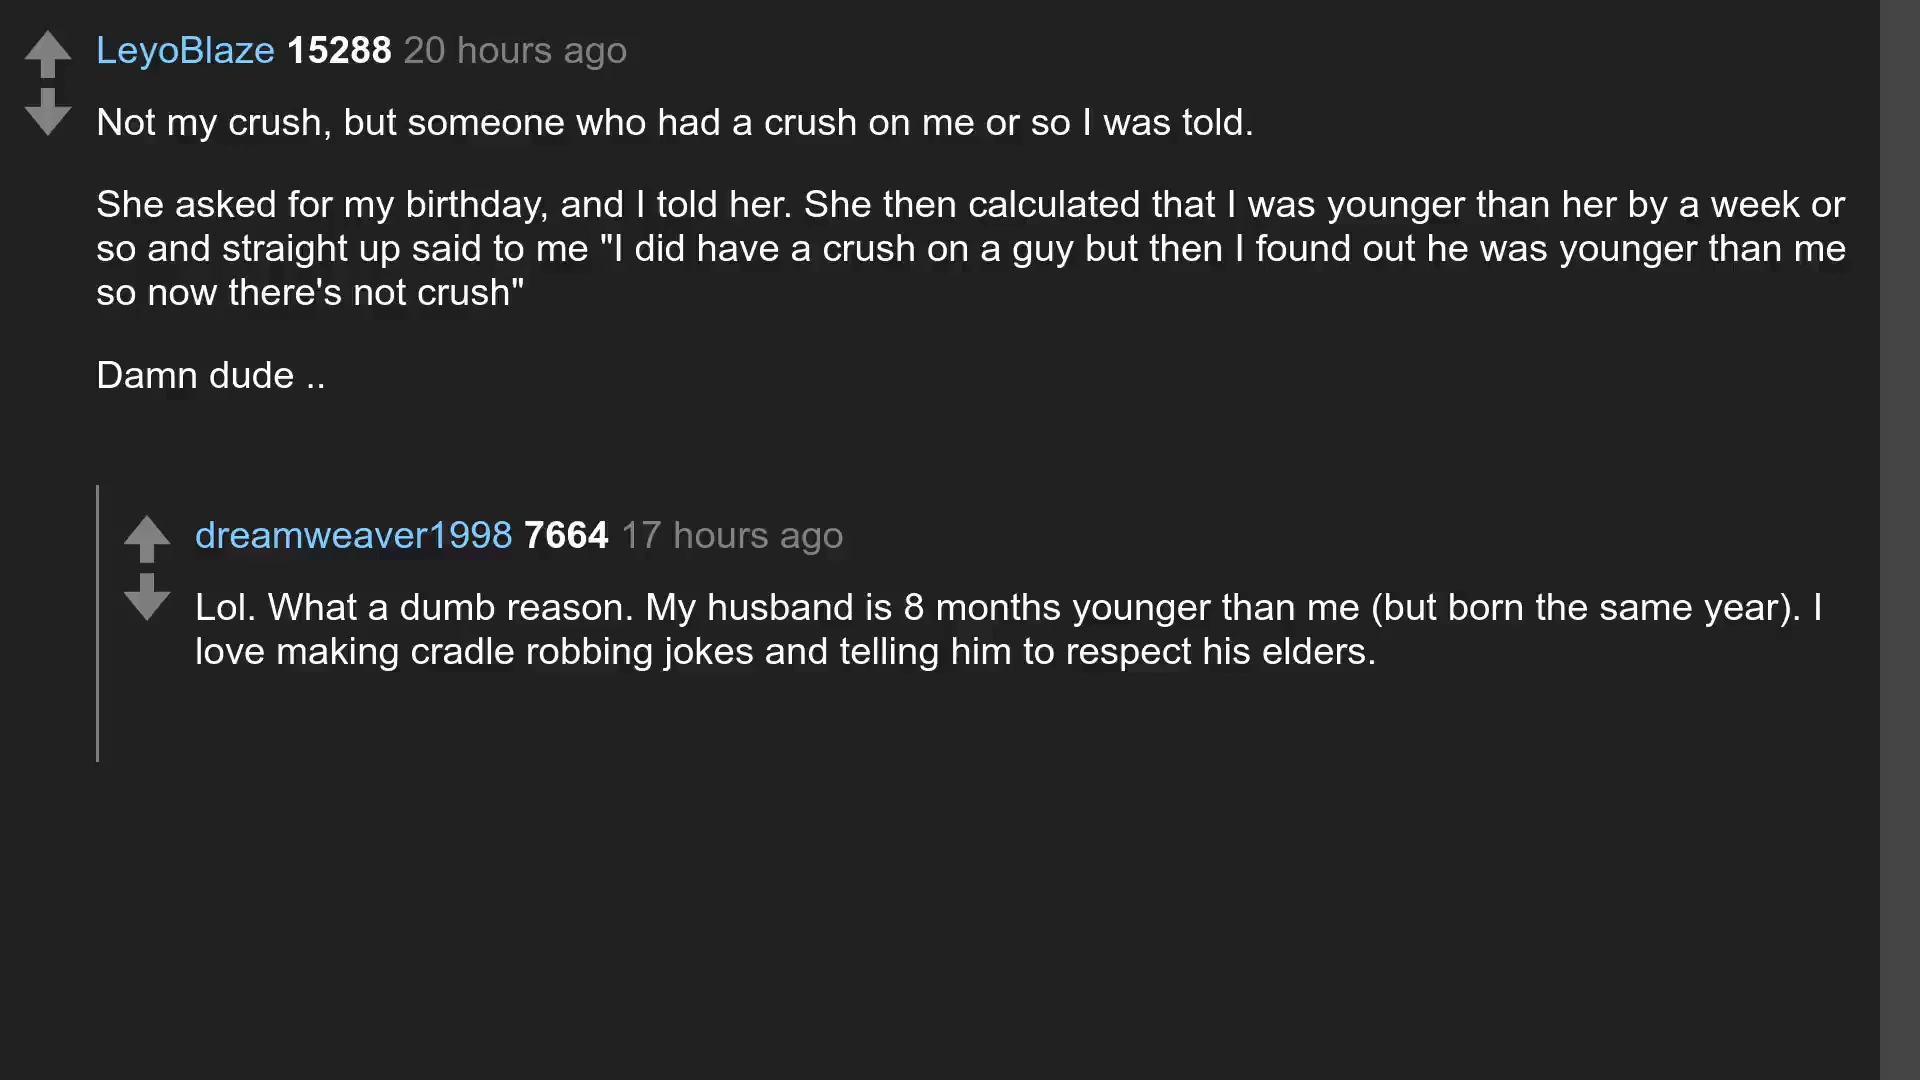 LeyoBlaze 15288 20 hours ago
Not my crush, but someone who had a crush on me or so I was told.
She asked for my birthday, and I told her. She then calculated that I was younger than her by a week or
so and straight up said to me "I did have a crush on a guy but then I found out he was younger than me
so now there's not crush"
Damn dude ..
dreamweaver1998 7664 17 hours ago
Lol. What a dumb reason. My husband is 8 months younger than me (but born the same year). I
love making cradle robbing jokes and telling him to respect his elders.